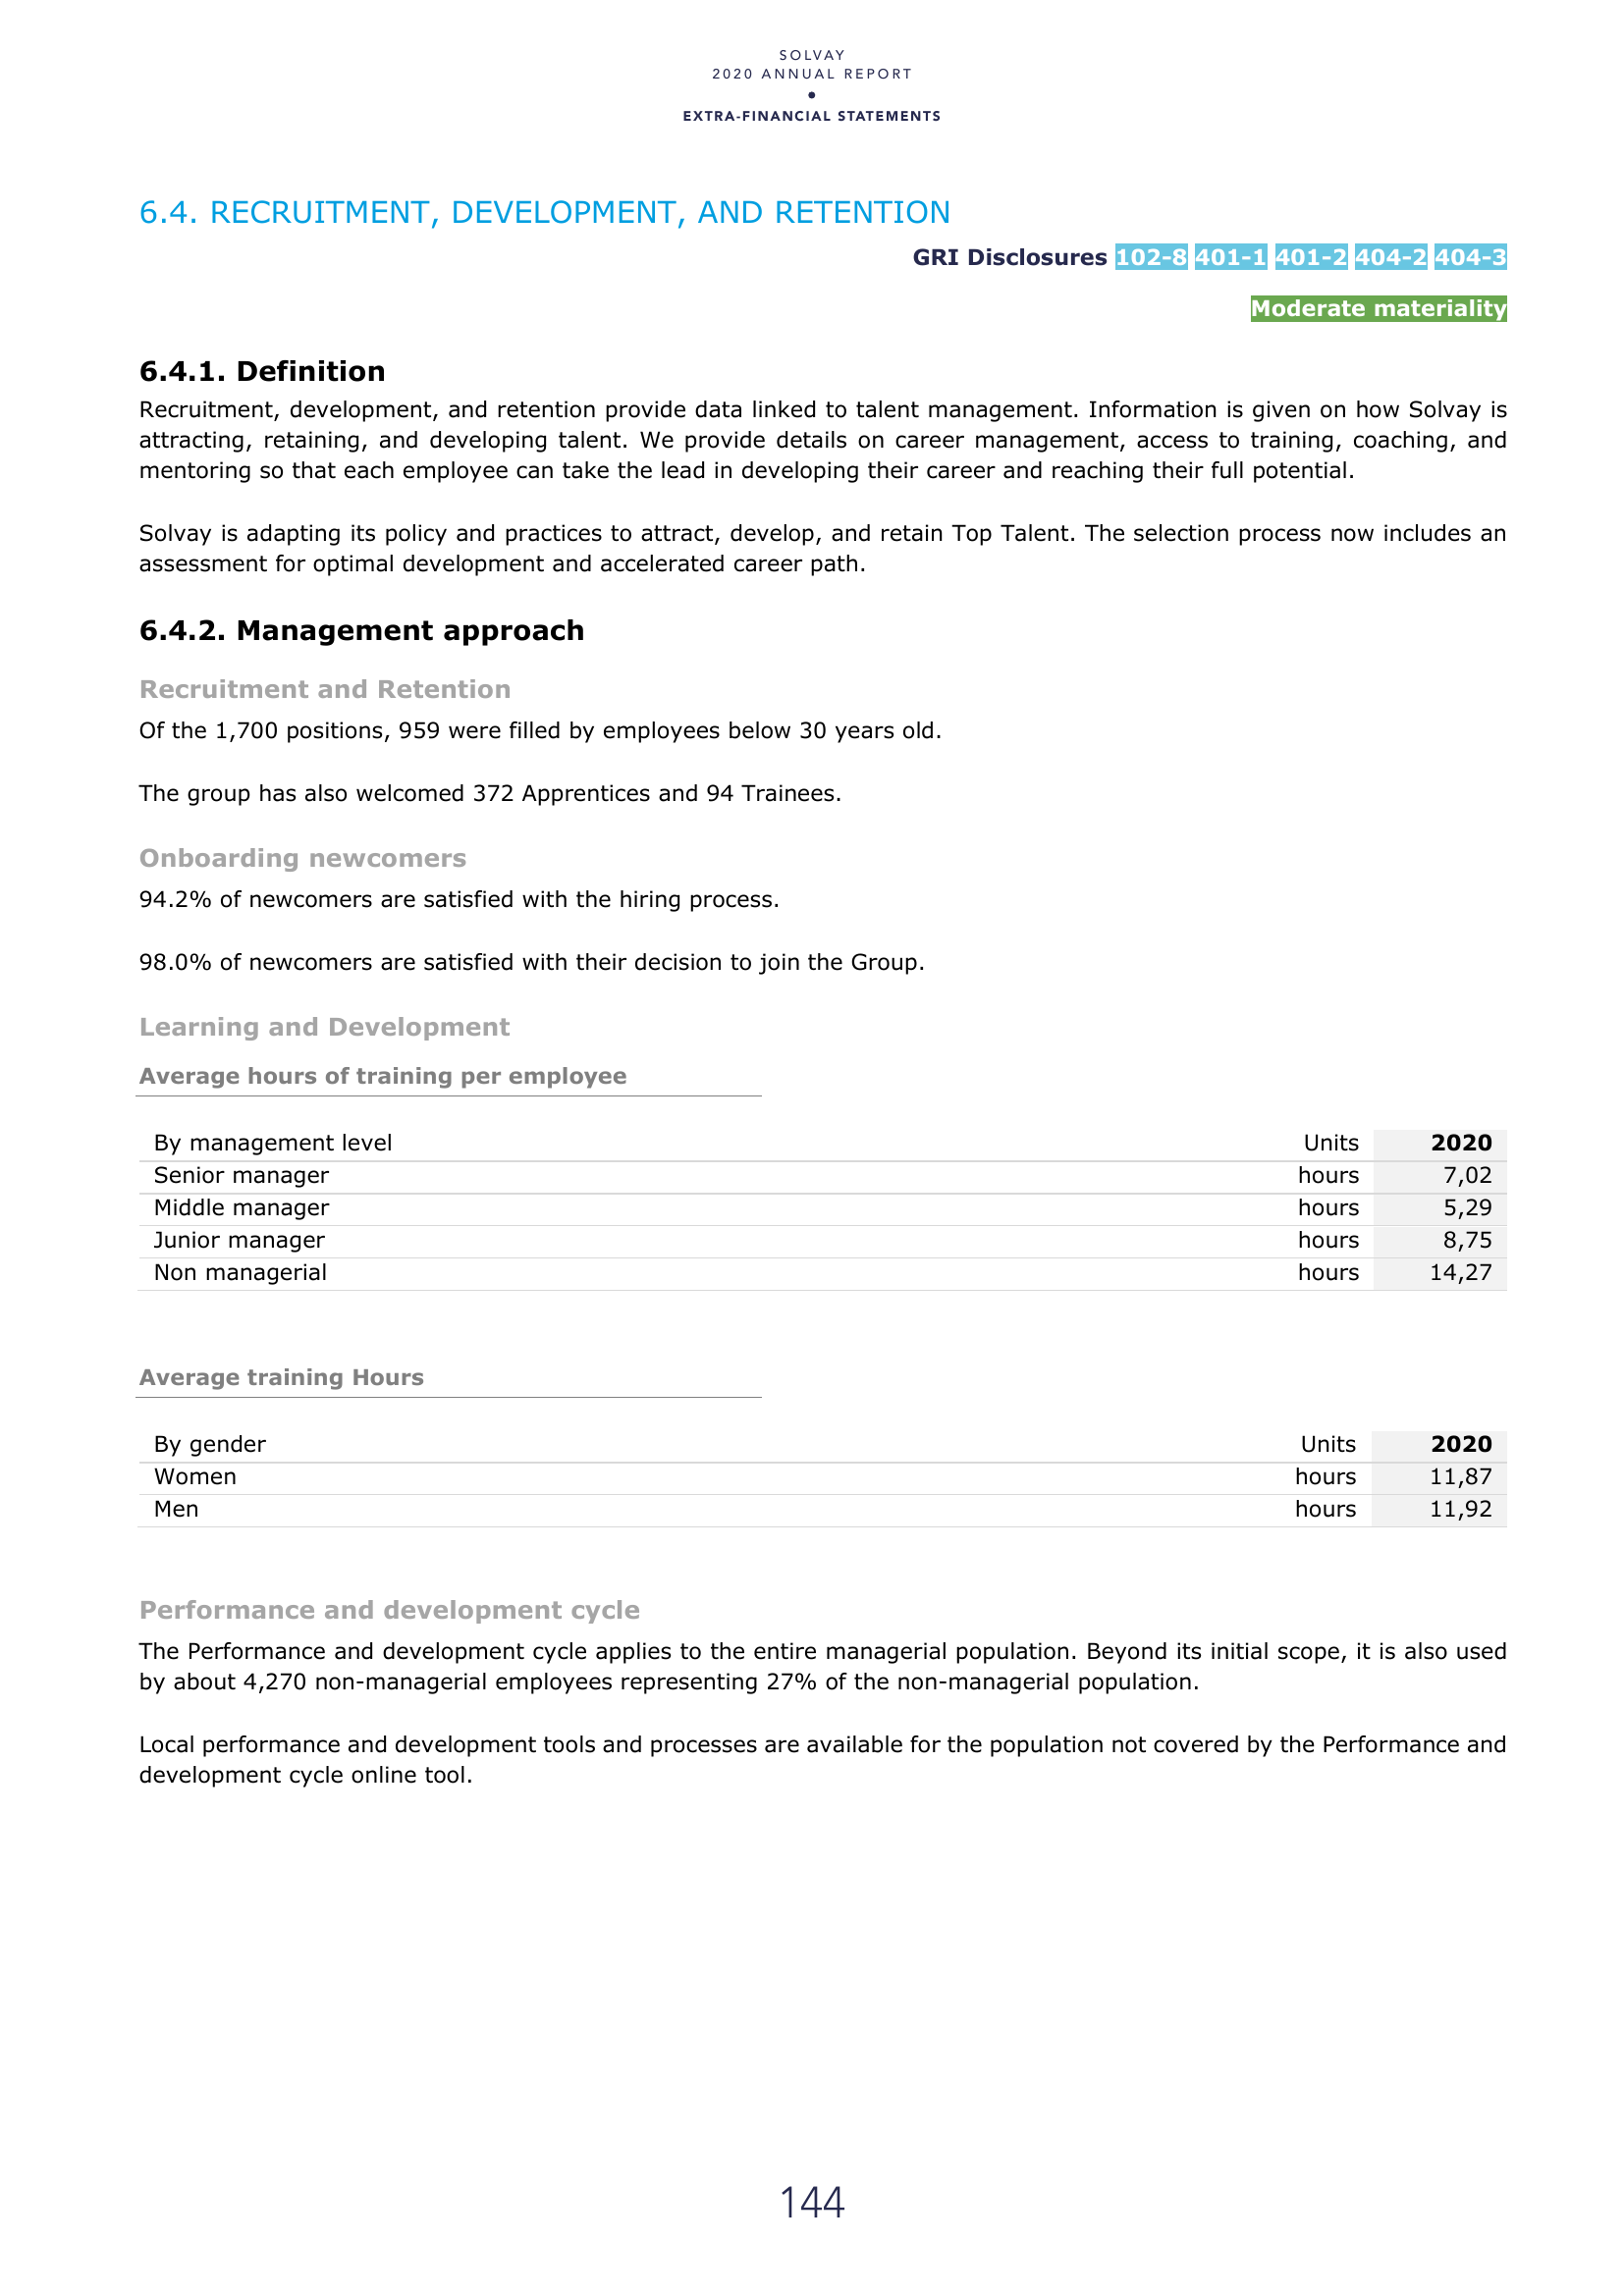 SOLVAY
2020 ANNUAL REPORT
•
EXTRA-FINANCIAL STATEMENTS
6.4. RECRUITMENT, DEVELOPMENT, AND RETENTION
GRI Disclosures 102-8 401-1 401-2 404-2 404-3
Moderate materiality
6.4.1. Definition
Recruitment, development, and retention provide data linked to talent management. Information is given on how Solvay is
attracting, retaining, and developing talent. We provide details on career management, access to training, coaching, and
mentoring so that each employee can take the lead in developing their career and reaching their full potential.
Solvay is adapting its policy and practices to attract, develop, and retain Top Talent. The selection process now includes an
assessment for optimal development and accelerated career path.
6.4.2. Management approach
Recruitment and Retention
Of the 1,700 positions, 959 were filled by employees below 30 years old.
The group has also welcomed 372 Apprentices and 94 Trainees.
Onboarding newcomers
94.2% of newcomers are satisfied with the hiring process.
98.0% of newcomers are satisfied with their decision to join the Group.
Learning and Development
Average hours of training per employee
By management level Units 2020
Senior manager hours 7,02
Middle manager hours 5,29
Junior manager hours 8,75
Non managerial hours 14,27
Average training Hours
By gender Units 2020
Women hours 11,87
Men hours 11,92
Performance and development cycle
The Performance and development cycle applies to the entire managerial population. Beyond its initial scope, it is also used
by about 4,270 non-managerial employees representing 27% of the non-managerial population.
Local performance and development tools and processes are available for the population not covered by the Performance and
development cycle online tool.
144